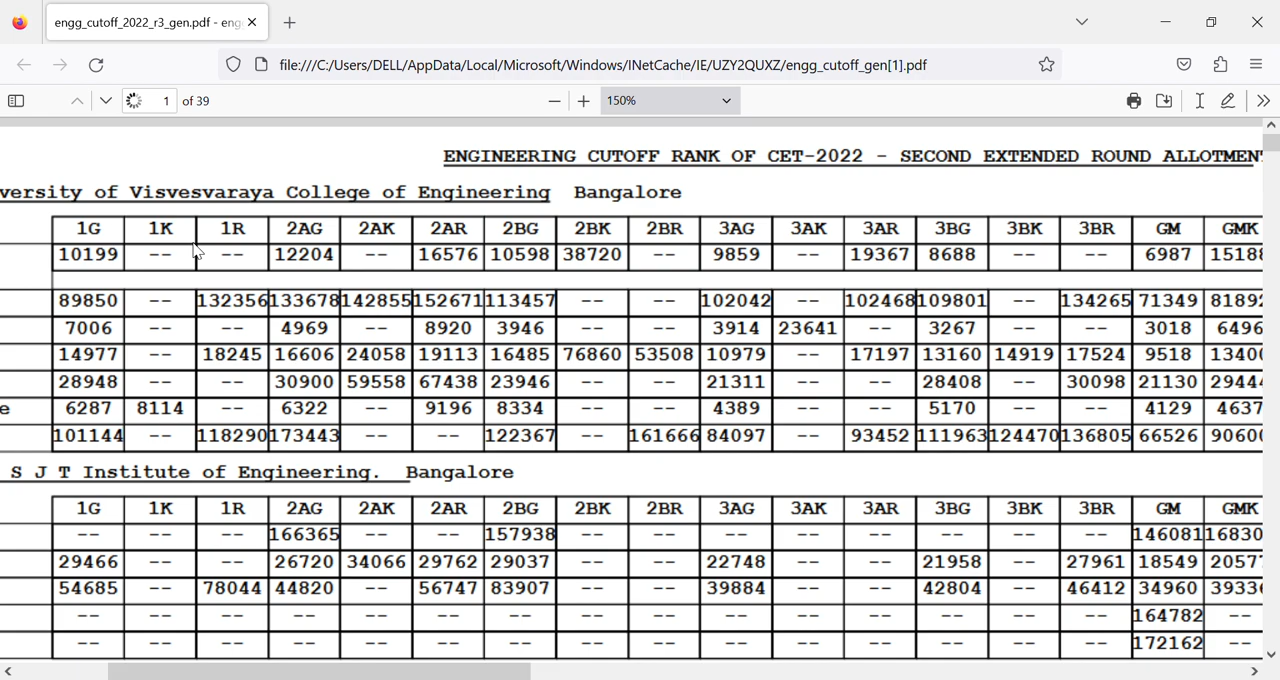 engg_cutoff_2022_r3_gen.pdf - eng
file:///C:/Users/DELL/AppData/Local/Microsoft/Windows/INetCache/IE/UZY2QUXZ/engg_cutoff_gen[1].pdf
1 of 39 150%
ENGINEERING CUTOFF RANK OF CET-2022 - SECOND EXTENDED ROUND ALLOTMEN
versity of Visvesvaraya College of Engineering Bangalore
1G 1K 1R 2AG 2AK 2AR 2BG 2BK 2BR 3AG 3AK 3AR 3BG 3BK 3BR GM GMK
10199 -- -- 12204 -- 16576 10598 38720 -- 9859 -- 19367 8688 -- -- 6987 15188
89850 -- 132356 133678 142855 152671 113457 -- -- 102042 -- 102468 109801 -- 134265 71349 81892
7006 -- -- 4969 -- 8920 3946 -- -- 3914 23641 -- 3267 -- -- 3018 6496
14977 -- 18245 16606 24058 19113 16485 76860 53508 10979 -- 17197 13160 14919 17524 9518 13400
28948 -- -- 30900 59558 67438 23946 -- -- 21311 -- -- 28408 -- 30098 21130 29444
e 6287 8114 -- 6322 -- 9196 8334 -- -- 4389 -- -- 5170 -- -- 4129 4637
101144 -- 118290 173443 -- -- 122367 -- 161666 84097 -- 93452 111963 124470 136805 66526 90600
S J T Institute of Engineering. Bangalore
1G 1K 1R 2AG 2AK 2AR 2BG 2BK 2BR 3AG 3AK 3AR 3BG 3BK 3BR GM GMK
-- -- -- 166365 -- -- 157938 -- -- -- -- -- -- -- -- 146081 16830
29466 -- -- 26720 34066 29762 29037 -- -- 22748 -- -- 21958 -- 27961 18549 20577
54685 -- 78044 44820 -- 56747 83907 -- -- 39884 -- -- 42804 -- 46412 34960 39336
-- -- -- -- -- -- -- -- -- -- -- -- -- -- -- 164782 --
-- -- -- -- -- -- -- -- -- -- -- -- -- -- -- 172162 --